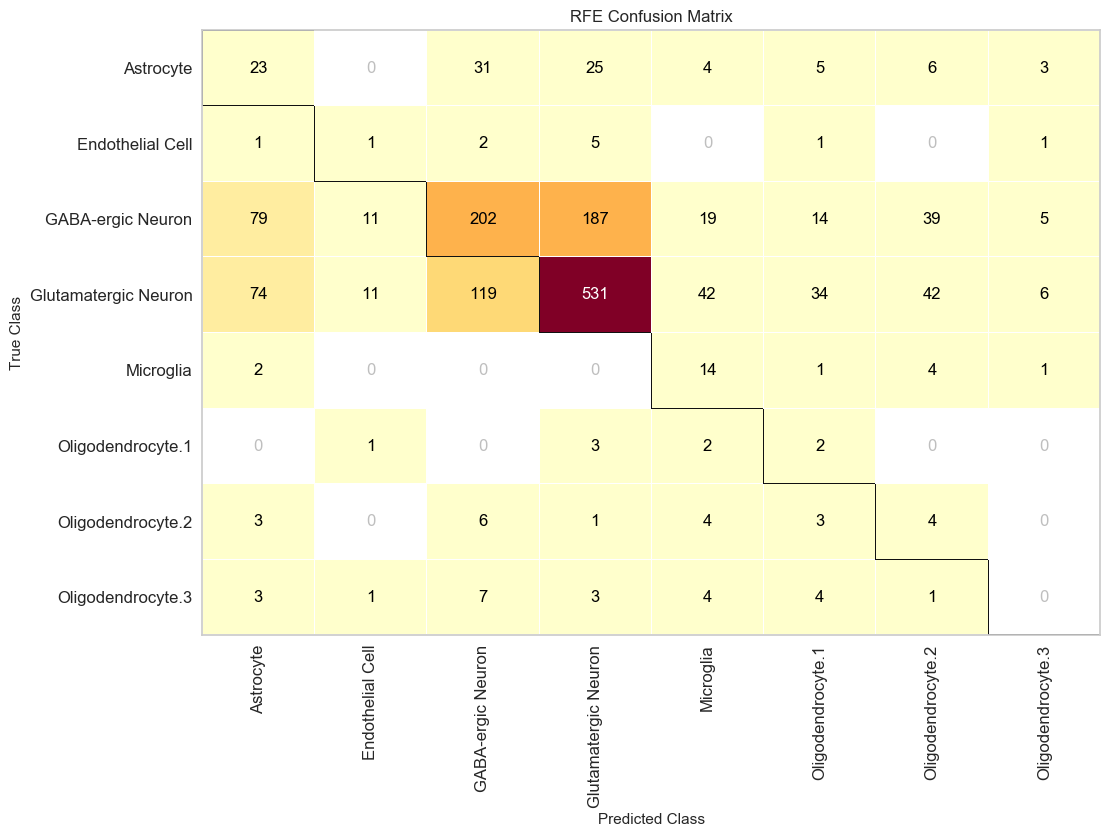 RFE Confusion Matrix
True Class
Astrocyte 23 0 31 25 4 5 6 3
Endothelial Cell 1 1 2 5 0 1 0 1
GABA-ergic Neuron 79 11 202 187 19 14 39 5
Glutamatergic Neuron 74 11 119 531 42 34 42 6
Microglia 2 0 0 0 14 1 4 1
Oligodendrocyte.1 0 1 0 3 2 2 0 0
Oligodendrocyte.2 3 0 6 1 4 3 4 0
Oligodendrocyte.3 3 1 7 3 4 4 1 0
Astrocyte
Endothelial Cell
GABA-ergic Neuron
Glutamatergic Neuron
Microglia
Oligodendrocyte.1
Oligodendrocyte.2
Oligodendrocyte.3
Predicted Class